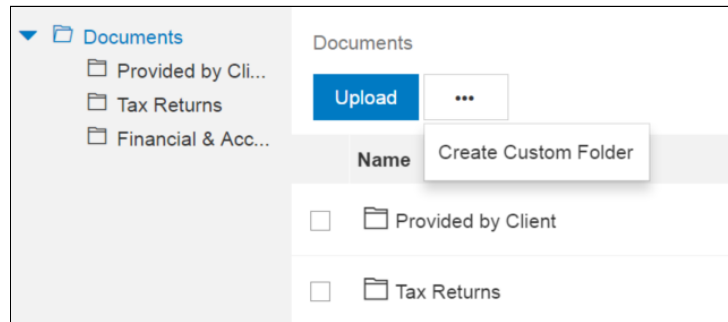 Documents
Provided by Cli...
Tax Returns
Financial & Acc...
Documents
Upload
•••
Create Custom Folder
Name
Provided by Client
Tax Returns